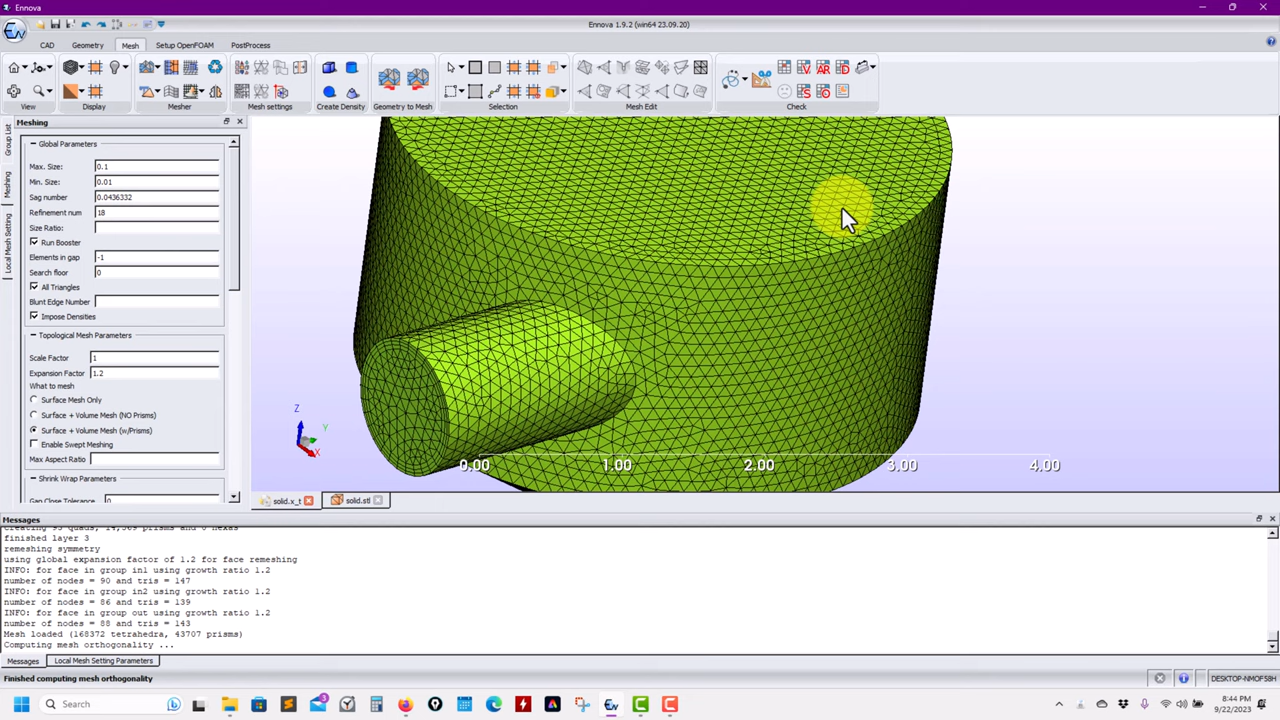 Ennova
Ennova 1.9.2 (win64 23.09.20)
CAD
Geometry
Mesh
Setup OpenFOAM
PostProcess
View
Display
Mesher
Mesh settings
Create Density
Geometry to Mesh
Selection
Mesh Edit
Check
Meshing
Group List
Meshing
Local Mesh Setting
Global Parameters
Max. Size: 0.1
Min. Size: 0.01
Sag number 0.0436332
Refinement num 18
Size Ratio:
Run Booster
Elements in gap -1
Search floor 0
All Triangles
Blunt Edge Number
Impose Densities
Topological Mesh Parameters
Scale Factor 1
Expansion Factor 1.2
What to mesh
Surface Mesh Only
Surface + Volume Mesh (NO Prisms)
Surface + Volume Mesh (w/Prisms)
Enable Swept Meshing
Max Aspect Ratio
Shrink Wrap Parameters
Gap Close Tolerance 0
Z
Y
X
0.00 1.00 2.00 3.00 4.00
solid.x_t
solid.stl
Messages
finished layer 3
remeshing symmetry
using global expansion factor of 1.2 for face remeshing
INFO: for face in group in1 using growth ratio 1.2
number of nodes = 90 and tris = 147
INFO: for face in group in2 using growth ratio 1.2
number of nodes = 86 and tris = 139
INFO: for face in group out using growth ratio 1.2
number of nodes = 88 and tris = 143
Mesh loaded (168372 tetrahedra, 43707 prisms)
Computing mesh orthogonality ...
Messages
Local Mesh Setting Parameters
Finished computing mesh orthogonality
DESKTOP-NMOF58H
Search
8:44 PM
9/22/2023